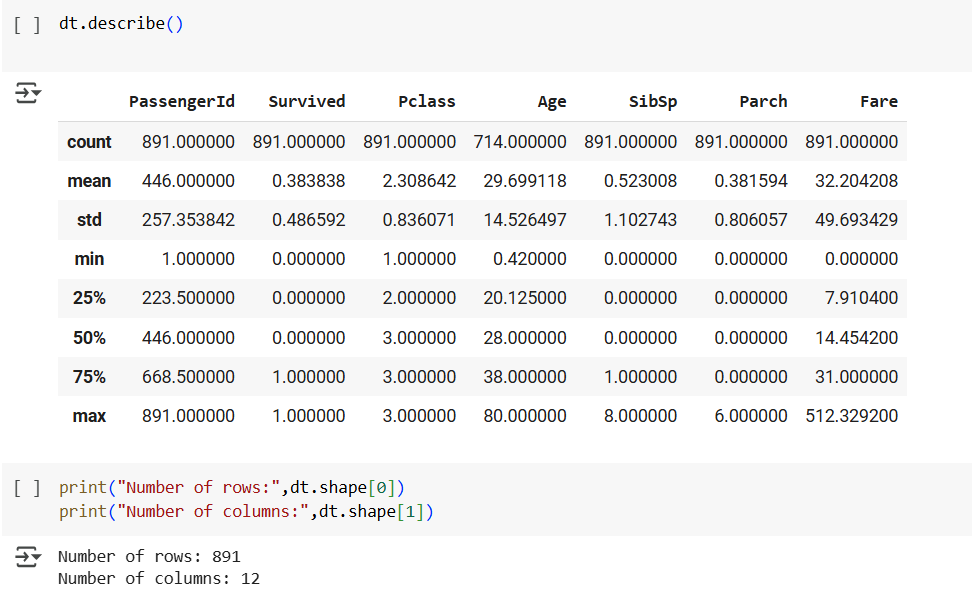 [ ] dt.describe()
PassengerId Survived Pclass Age SibSp Parch Fare
count 891.000000 891.000000 891.000000 714.000000 891.000000 891.000000 891.000000
mean 446.000000 0.383838 2.308642 29.699118 0.523008 0.381594 32.204208
std 257.353842 0.486592 0.836071 14.526497 1.102743 0.806057 49.693429
min 1.000000 0.000000 1.000000 0.420000 0.000000 0.000000 0.000000
25% 223.500000 0.000000 2.000000 20.125000 0.000000 0.000000 7.910400
50% 446.000000 0.000000 3.000000 28.000000 0.000000 0.000000 14.454200
75% 668.500000 1.000000 3.000000 38.000000 1.000000 0.000000 31.000000
max 891.000000 1.000000 3.000000 80.000000 8.000000 6.000000 512.329200
[ ] print("Number of rows:",dt.shape[0])
print("Number of columns:",dt.shape[1])
Number of rows: 891
Number of columns: 12